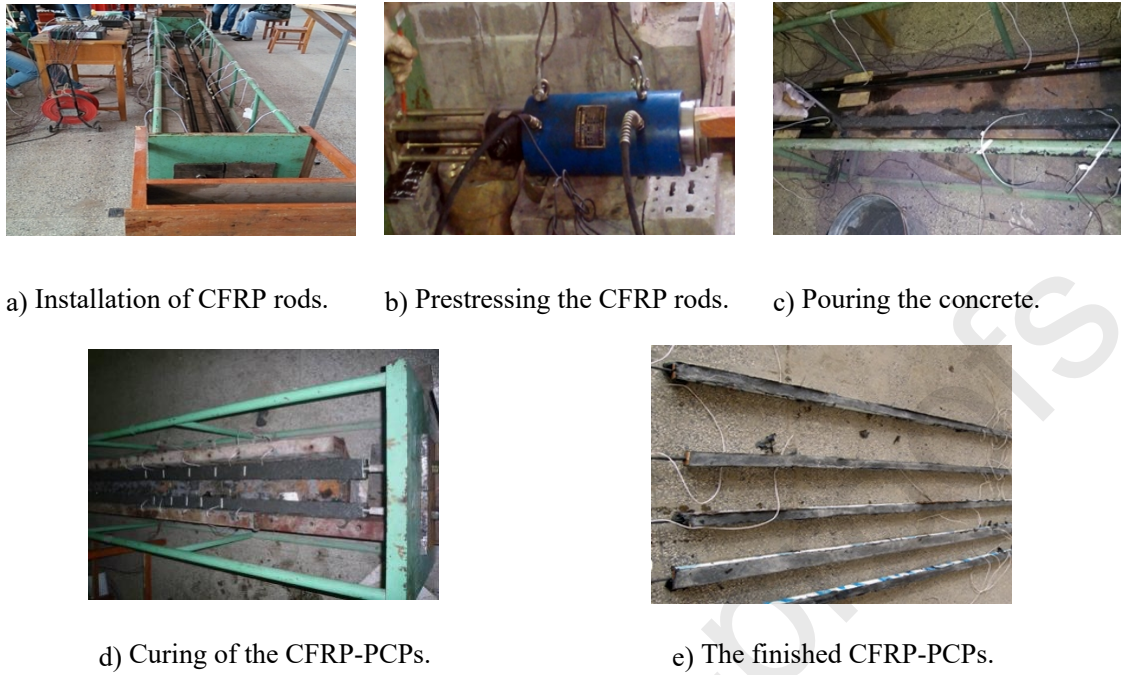 a) Installation of CFRP rods.
b) Prestressing the CFRP rods.
c) Pouring the concrete.
d) Curing of the CFRP-PCPs.
e) The finished CFRP-PCPs.